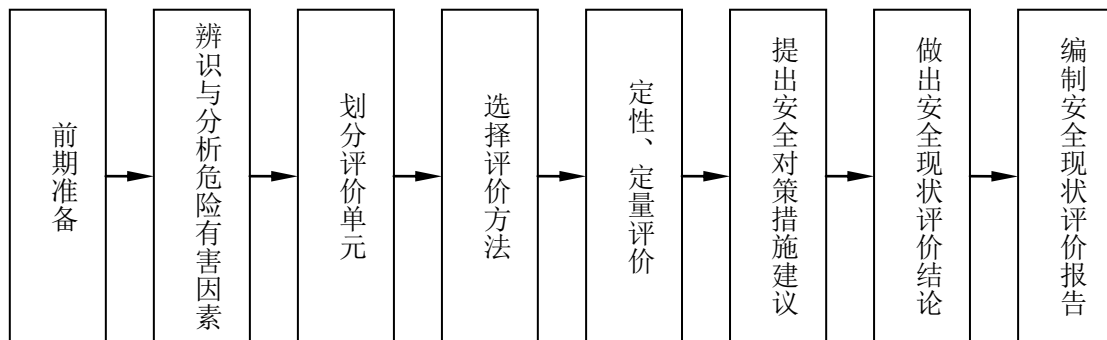 前期准备
辨识与分析危险有害因素
划分评价单元
选择评价方法
定性、定量评价
提出安全对策措施建议
做出安全现状评价结论
编制安全现状评价报告